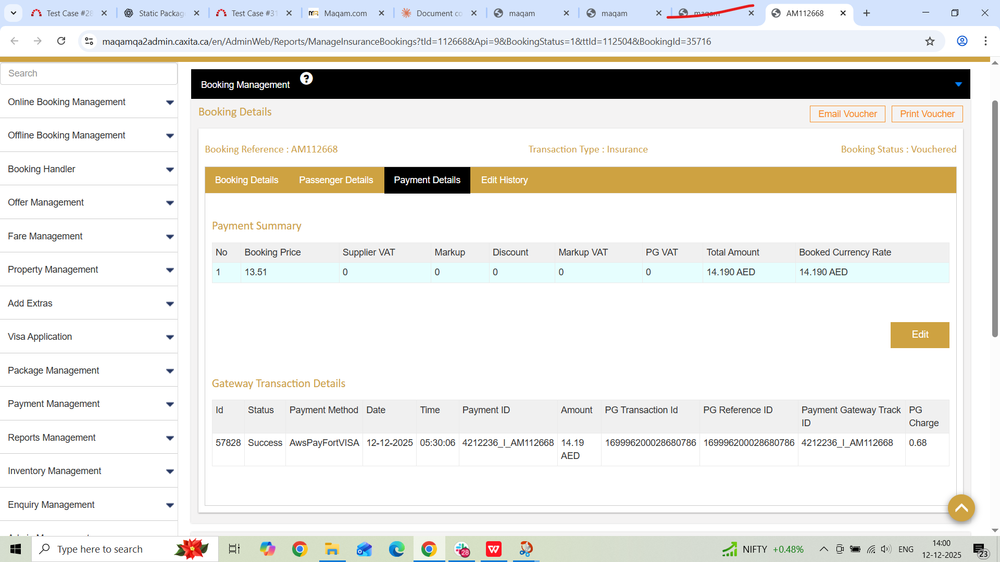 Test Case #28
Static Packag
Test Case #31
Maqam.com
Document co
maqam
maqam
maqam
AM112668
maqamqa2admin.caxita.ca/en/AdminWeb/Reports/ManageInsuranceBookings?tId=112668&Api=9&BookingStatus=1&ttId=112504&BookingId=35716
Search
Online Booking Management
Offline Booking Management
Booking Handler
Offer Management
Fare Management
Property Management
Add Extras
Visa Application
Package Management
Payment Management
Reports Management
Inventory Management
Enquiry Management
Booking Management ?
Booking Details
Email Voucher
Print Voucher
Booking Reference : AM112668
Transaction Type : Insurance
Booking Status : Vouchered
Booking Details Passenger Details Payment Details Edit History
Payment Summary
No Booking Price Supplier VAT Markup Discount Markup VAT PG VAT Total Amount Booked Currency Rate
1 13.51 0 0 0 0 0 14.190 AED 14.190 AED
Edit
Gateway Transaction Details
Id Status Payment Method Date Time Payment ID Amount PG Transaction Id PG Reference ID Payment Gateway Track ID PG Charge
57828 Success AwsPayFortVISA 12-12-2025 05:30:06 4212236_I_AM112668 14.19 AED 169996200028680786 169996200028680786 4212236_I_AM112668 0.68
Type here to search
28
NIFTY +0.48%
ENG
14:00
12-12-2025
23